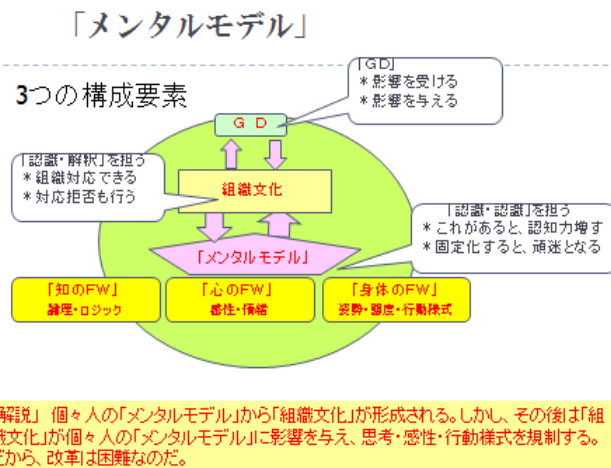 「メンタルモデル」
3つの構成要素
「GD」
*影響を受ける
*影響を与える
GD
「認識・解釈」を担う
*組織対応できる
*対応拒否も行う
組織文化
「認識・認識」を担う
*これがあると、認知力増す
*固定化すると、頑迷となる
「メンタルモデル」
「知のFW」
論理・ロジック
「心のFW」
感性・情緒
「身体のFW」
姿勢・態度・行動様式
解説」 個々人の「メンタルモデル」から「組織文化」が形成される。しかし、その後は「組
織文化」が個々人の「メンタルモデル」に影響を与え、思考・感性・行動様式を規制する。
だから、改革は困難なのだ。